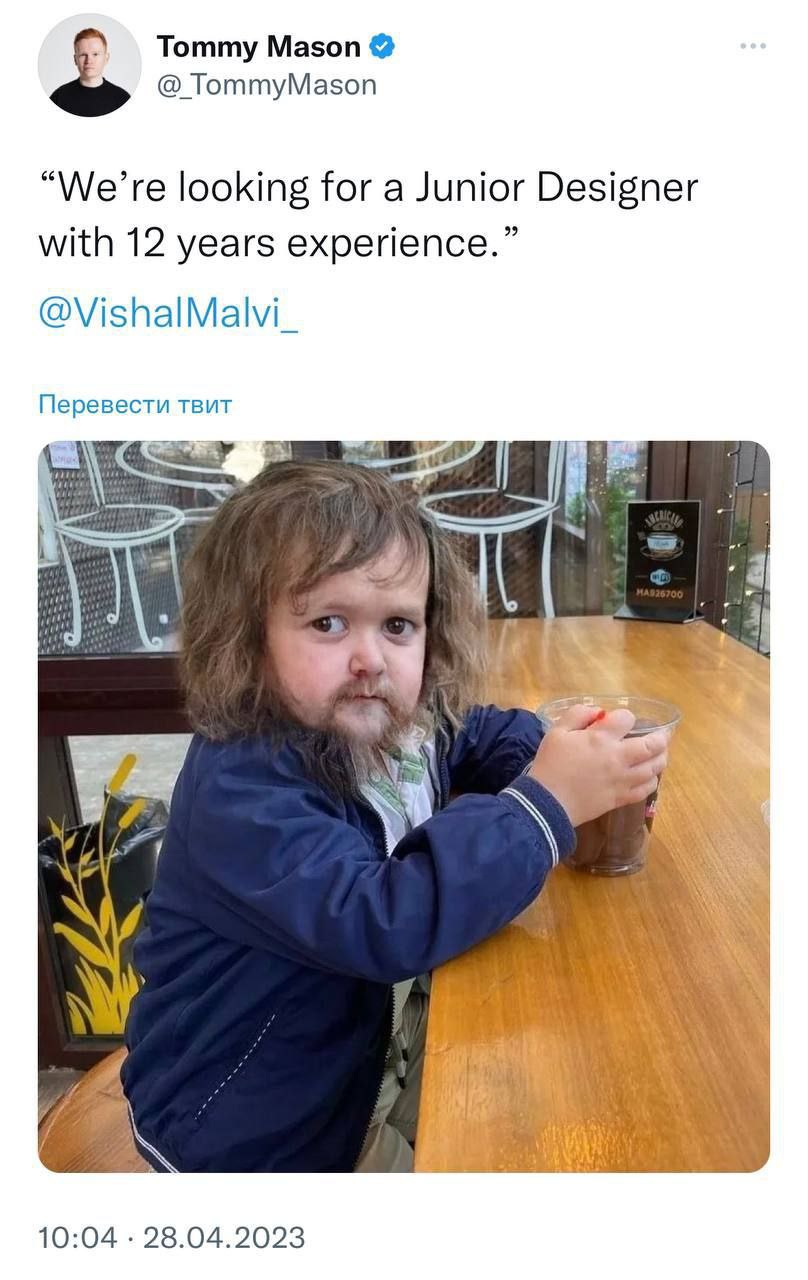 Tommy Mason
@_TommyMason
“We’re looking for a Junior Designer
with 12 years experience.”
@VishalMalvi_
Перевести твит
AMERICANO
WiFi
MA926700
10:04 · 28.04.2023